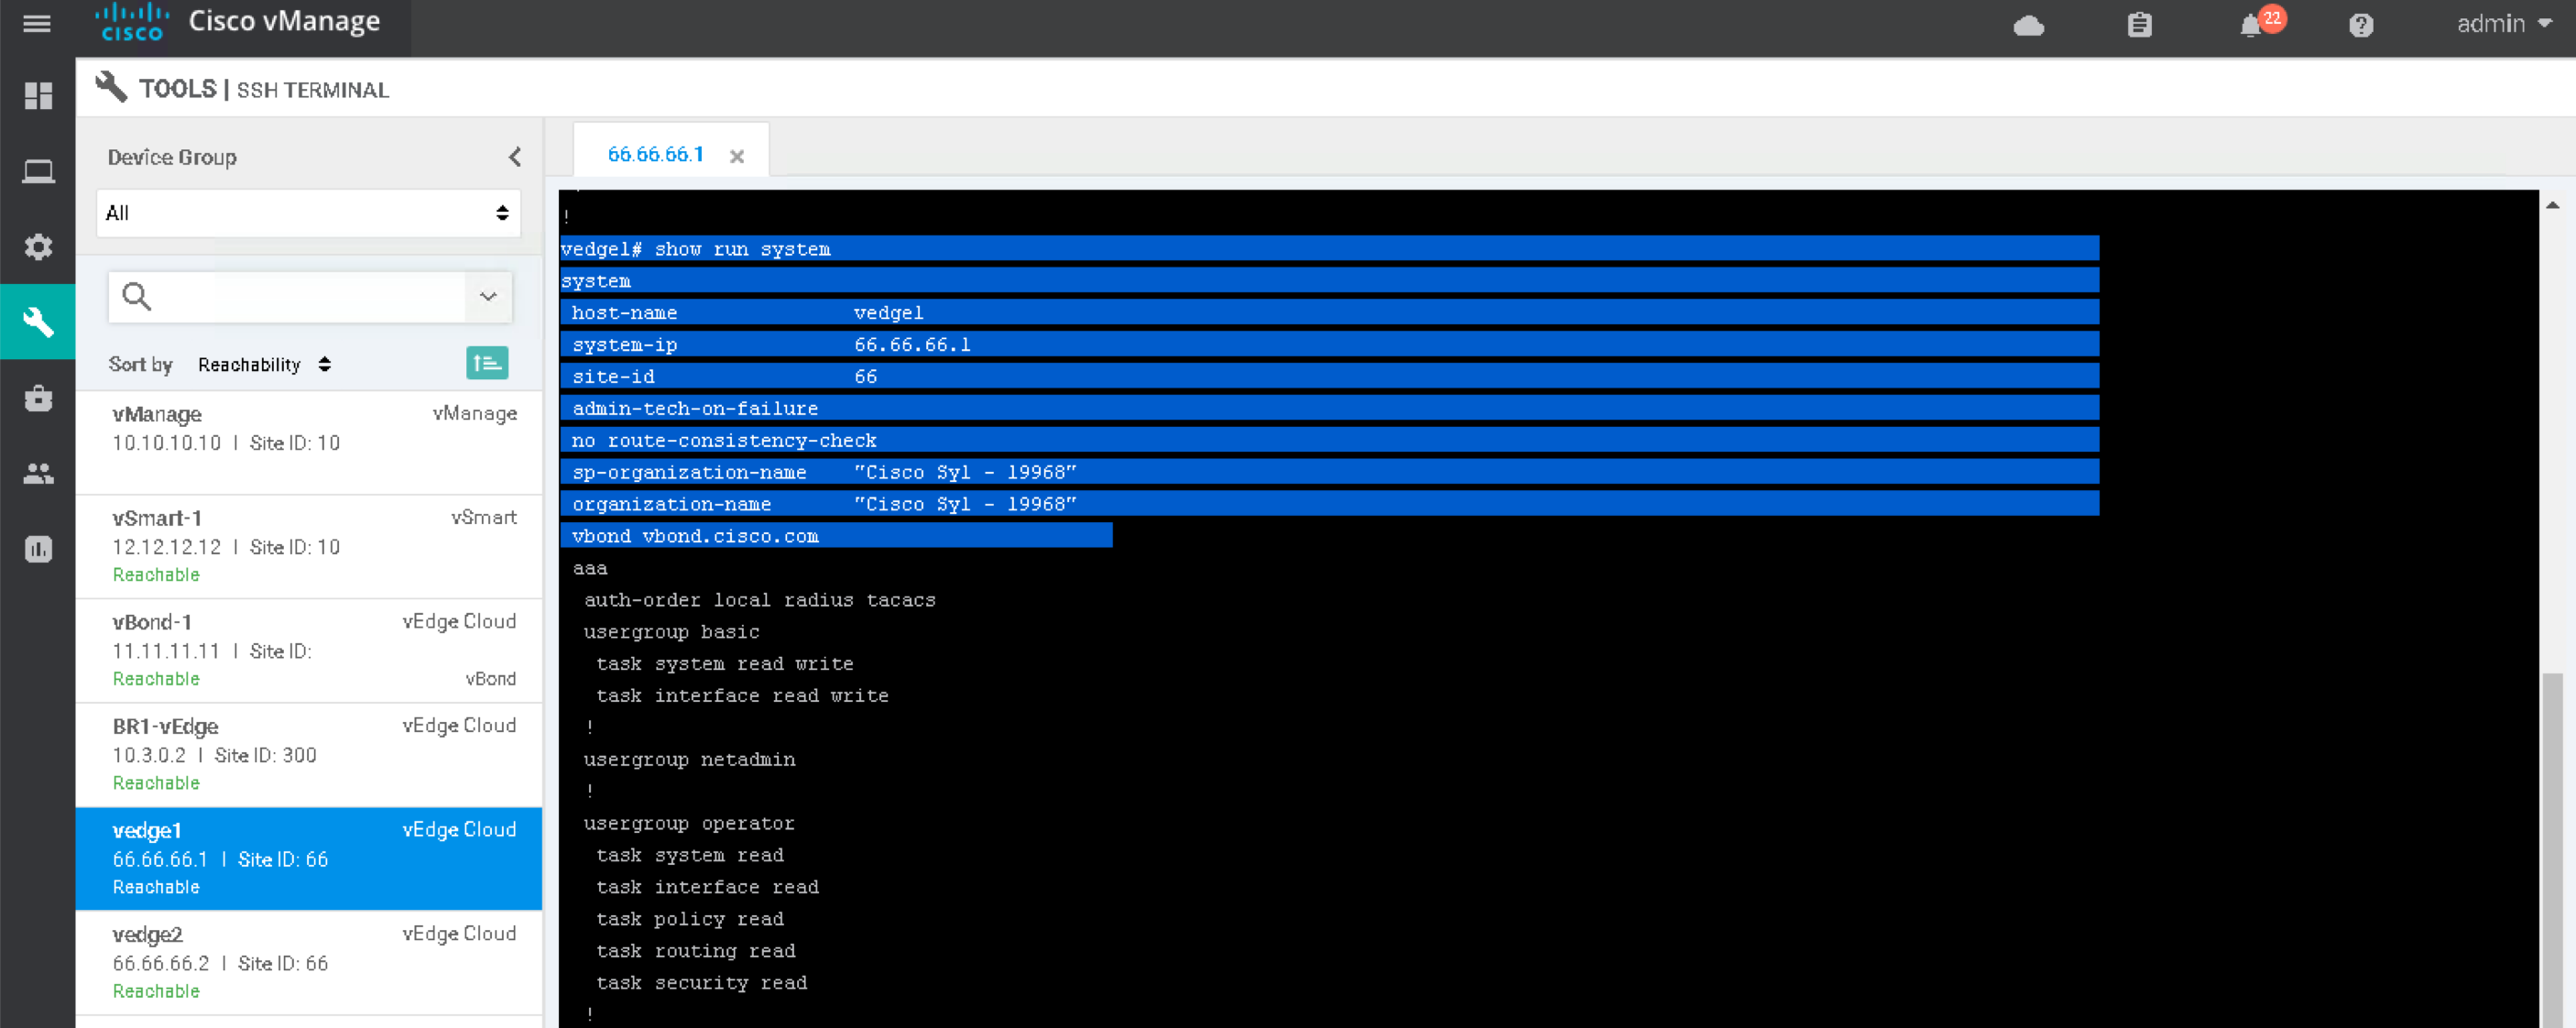 cisco Cisco vManage
22
admin
TOOLS | SSH TERMINAL
Device Group
All
Sort by Reachability
vManage vManage
10.10.10.10 | Site ID: 10
vSmart-1 vSmart
12.12.12.12 | Site ID: 10
Reachable
vBond-1 vEdge Cloud
11.11.11.11 | Site ID:
Reachable vBond
BR1-vEdge vEdge Cloud
10.3.0.2 | Site ID: 300
Reachable
vedge1 vEdge Cloud
66.66.66.1 | Site ID: 66
Reachable
vedge2 vEdge Cloud
66.66.66.2 | Site ID: 66
Reachable
66.66.66.1 ×
!
vedge1# show run system
system
host-name vedge1
system-ip 66.66.66.1
site-id 66
admin-tech-on-failure
no route-consistency-check
sp-organization-name "Cisco Sy1 - 19968"
organization-name "Cisco Sy1 - 19968"
vbond vbond.cisco.com
aaa
auth-order local radius tacacs
usergroup basic
task system read write
task interface read write
!
usergroup netadmin
!
usergroup operator
task system read
task interface read
task policy read
task routing read
task security read
!